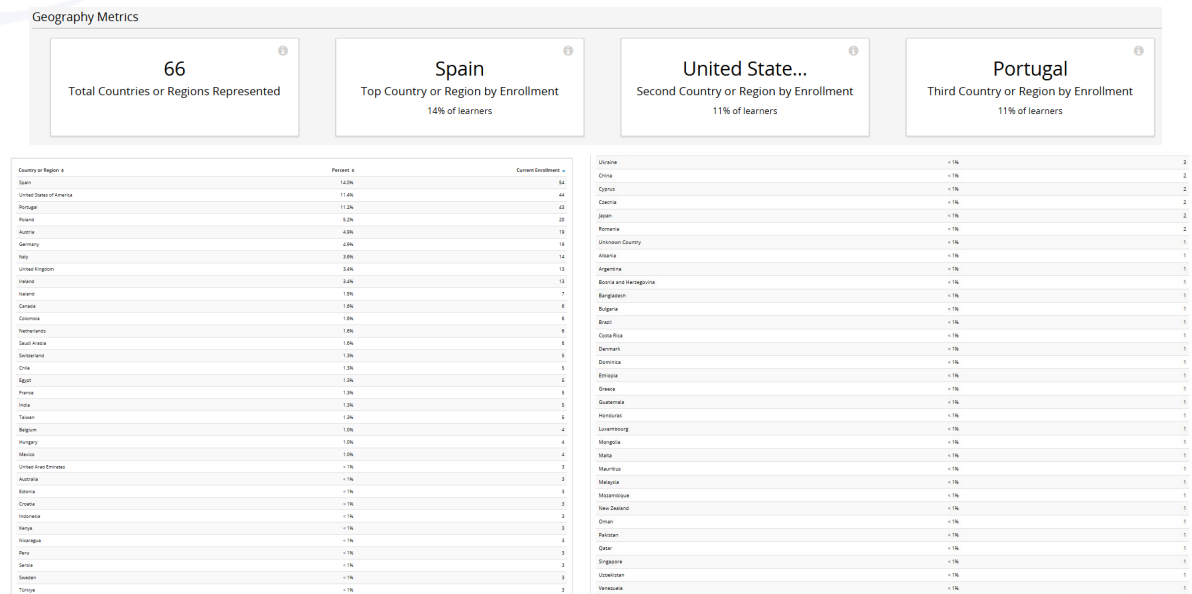 Geography Metrics
66
Total Countries or Regions Represented
Spain
Top Country or Region by Enrollment
14% of learners
United State...
Second Country or Region by Enrollment
11% of learners
Portugal
Third Country or Region by Enrollment
11% of learners
Country or Region Percent Current Enrollment
Spain 14.0% 54
United States of America 11.4% 44
Portugal 11.2% 43
Poland 5.2% 20
Austria 4.9% 19
Germany 4.9% 19
Italy 3.6% 14
United Kingdom 3.4% 13
Ireland 3.4% 13
Iceland 1.8% 7
Canada 1.6% 6
Colombia 1.6% 6
Netherlands 1.6% 6
Saudi Arabia 1.6% 6
Switzerland 1.3% 5
Chile 1.3% 5
Egypt 1.3% 5
France 1.3% 5
India 1.3% 5
Taiwan 1.3% 5
Belgium 1.0% 4
Hungary 1.0% 4
Mexico 1.0% 4
United Arab Emirates < 1% 3
Australia < 1% 3
Estonia < 1% 3
Croatia < 1% 3
Indonesia < 1% 3
Kenya < 1% 3
Nicaragua < 1% 3
Peru < 1% 3
Serbia < 1% 3
Sweden < 1% 3
Türkiye < 1% 3
Ukraine < 1% 3
China < 1% 2
Cyprus < 1% 2
Czechia < 1% 2
Japan < 1% 2
Romania < 1% 2
Unknown Country < 1% 1
Albania < 1% 1
Argentina < 1% 1
Bosnia and Herzegovina < 1% 1
Bangladesh < 1% 1
Bulgaria < 1% 1
Brazil < 1% 1
Costa Rica < 1% 1
Denmark < 1% 1
Dominica < 1% 1
Ethiopia < 1% 1
Greece < 1% 1
Guatemala < 1% 1
Honduras < 1% 1
Luxembourg < 1% 1
Mongolia < 1% 1
Malta < 1% 1
Mauritius < 1% 1
Malaysia < 1% 1
Mozambique < 1% 1
New Zealand < 1% 1
Oman < 1% 1
Pakistan < 1% 1
Qatar < 1% 1
Singapore < 1% 1
Uzbekistan < 1% 1
Venezuela < 1% 1